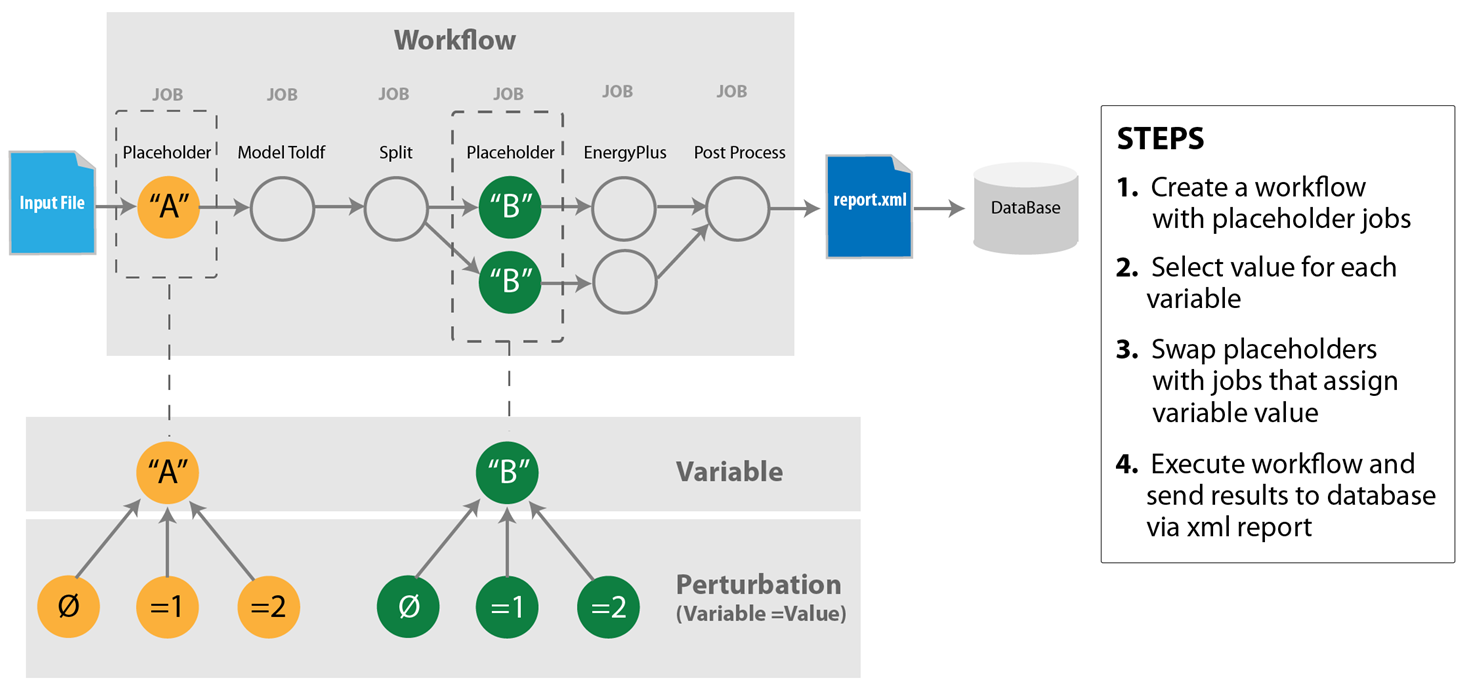 Workflow
JOB
JOB
JOB
JOB
JOB
JOB
Placeholder
Model ToIdf
Split
Placeholder
EnergyPlus
Post Process
Input File
“A”
“B”
report.xml
DataBase
“B”
STEPS
1. Create a workflow
with placeholder jobs
2. Select value for each
variable
3. Swap placeholders
with jobs that assign
variable value
4. Execute workflow and
send results to database
via xml report
“A”
“B”
Variable
Ø
=1
=2
Ø
=1
=2
Perturbation
(Variable =Value)